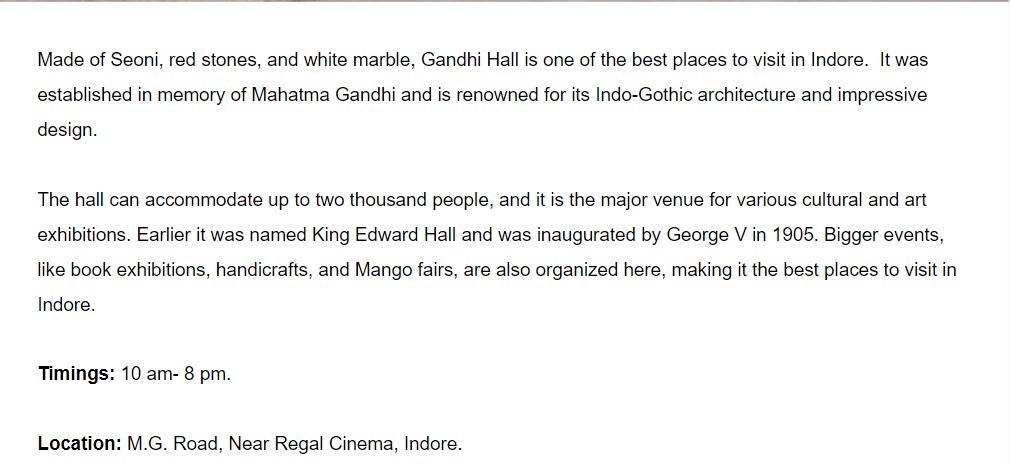 Made of Seoni, red stones, and white marble, Gandhi Hall is one of the best places to visit in Indore.  It was
established in memory of Mahatma Gandhi and is renowned for its Indo-Gothic architecture and impressive
design.
The hall can accommodate up to two thousand people, and it is the major venue for various cultural and art
exhibitions. Earlier it was named King Edward Hall and was inaugurated by George V in 1905. Bigger events,
like book exhibitions, handicrafts, and Mango fairs, are also organized here, making it the best places to visit in
Indore.
Timings: 10 am- 8 pm.
Location: M.G. Road, Near Regal Cinema, Indore.